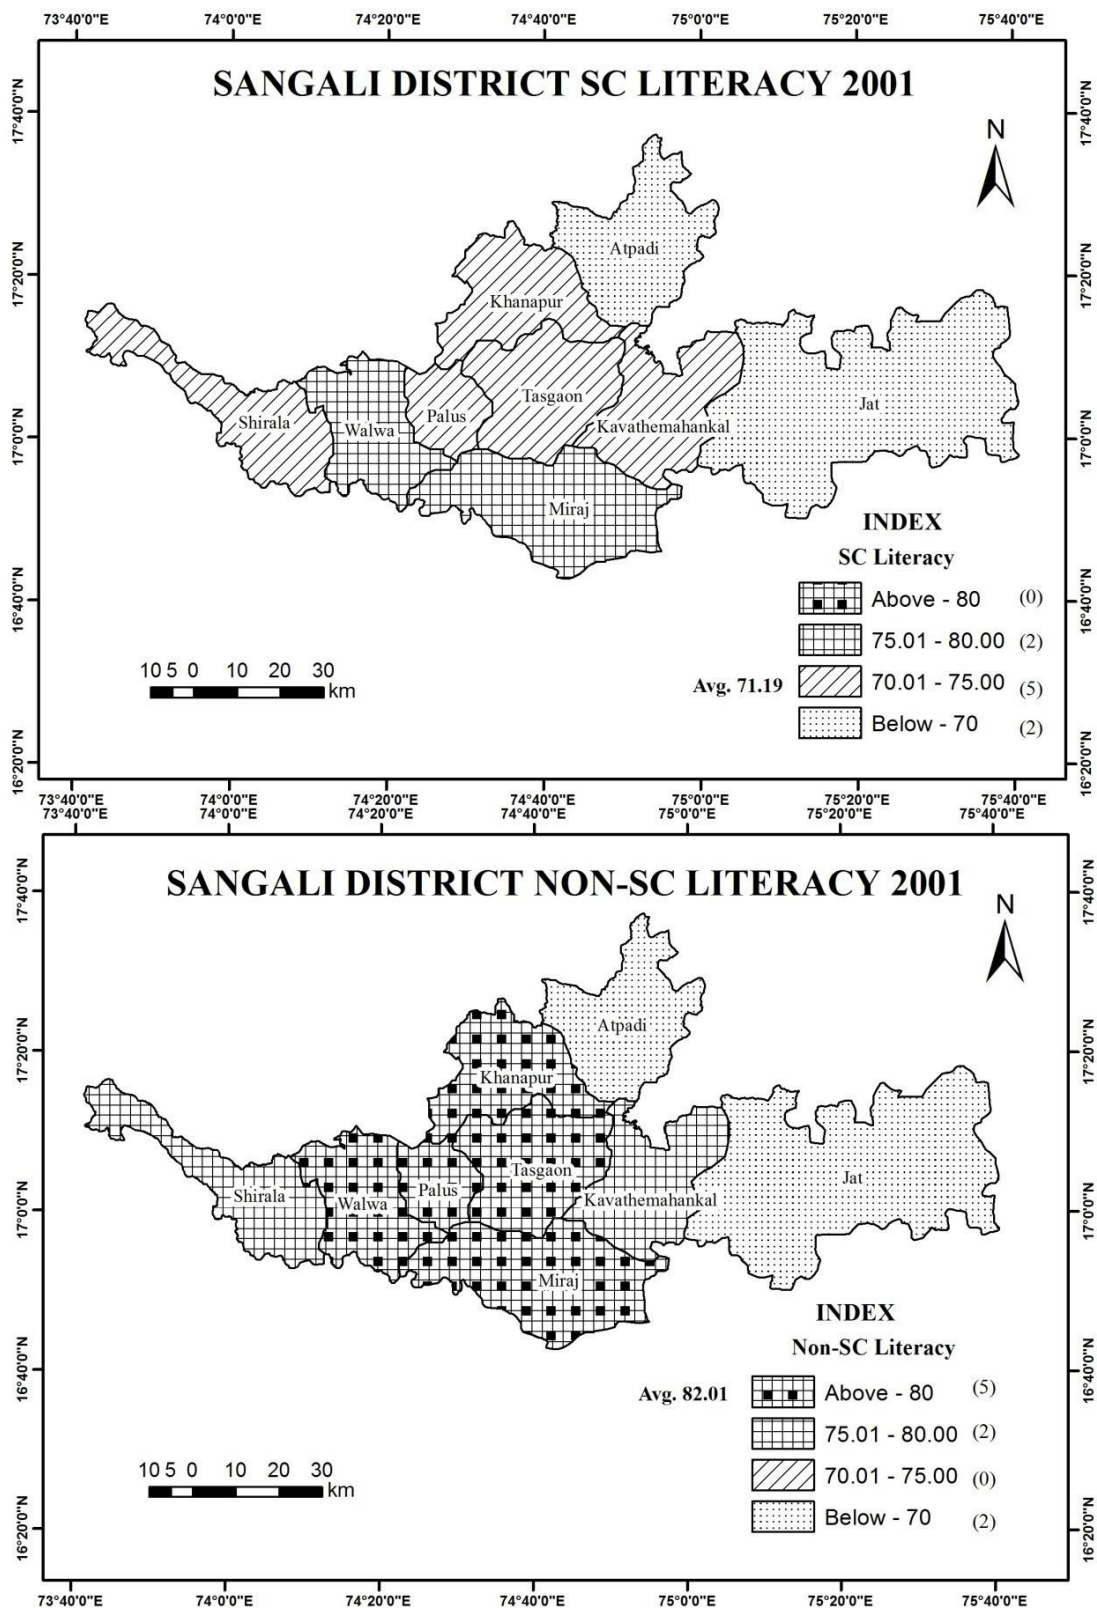 73°40'0"E 74°0'0"E 74°20'0"E 74°40'0"E 75°0'0"E 75°20'0"E 75°40'0"E
SANGALI DISTRICT SC LITERACY 2001
17°40'0"N 17°40'0"N
N
Atpadi
17°20'0"N 17°20'0"N
Khanapur
Tasgaon
Jat
Shirala Palus
Walwa Kavathemahankal
17°0'0"N 17°0'0"N
Miraj
INDEX
SC Literacy
Above - 80 (0)
16°40'0"N 16°40'0"N
75.01 - 80.00 (2)
10 5 0 10 20 30
km
Avg. 71.19 70.01 - 75.00 (5)
Below - 70 (2)
16°20'0"N 16°20'0"N
73°40'0"E 74°0'0"E 74°20'0"E 74°40'0"E 75°0'0"E 75°20'0"E 75°40'0"E
73°40'0"E 74°0'0"E 74°20'0"E 74°40'0"E 75°0'0"E 75°20'0"E 75°40'0"E
SANGALI DISTRICT NON-SC LITERACY 2001
17°40'0"N 17°40'0"N
N
Atpadi
17°20'0"N 17°20'0"N
Khanapur
Tasgaon
Jat
Shirala Palus
Walwa Kavathemahankal
17°0'0"N 17°0'0"N
Miraj
INDEX
Non-SC Literacy
16°40'0"N 16°40'0"N
Avg. 82.01 Above - 80 (5)
75.01 - 80.00 (2)
10 5 0 10 20 30
km
70.01 - 75.00 (0)
Below - 70 (2)
16°20'0"N 16°20'0"N
73°40'0"E 74°0'0"E 74°20'0"E 74°40'0"E 75°0'0"E 75°20'0"E 75°40'0"E